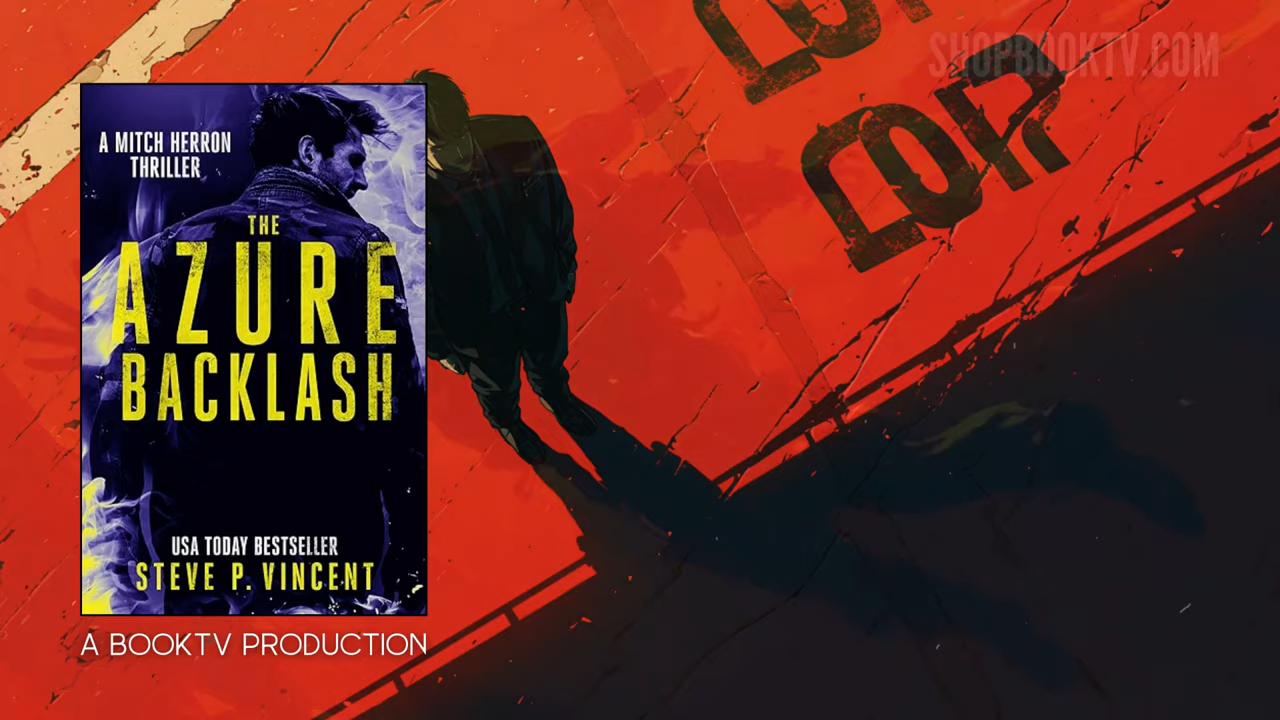 SHOPBOOKTV.COM
A MITCH HERRON
THRILLER
THE
AZURE
BACKLASH
USA TODAY BESTSELLER
STEVE P. VINCENT
A BOOKTV PRODUCTION